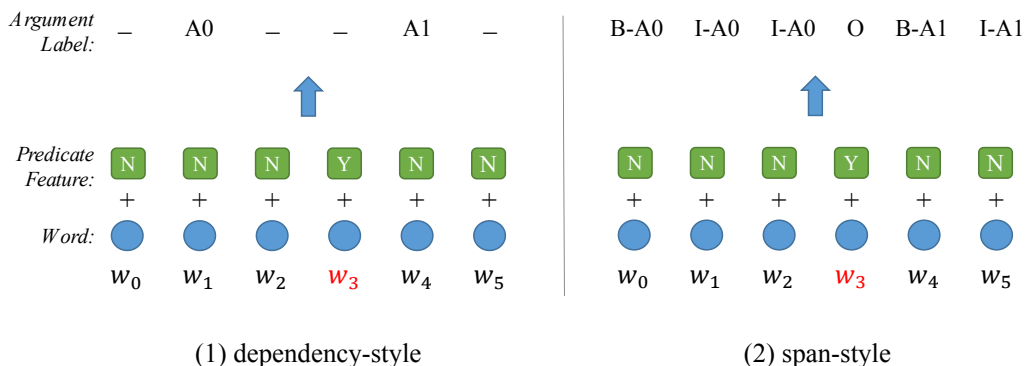 Argument Label: – A0 – – A1 –
Predicate Feature: N N N Y N N
+ + + + + +
Word:
w₀ w₁ w₂ w₃ w₄ w₅
(1) dependency-style
B-A0 I-A0 I-A0 O B-A1 I-A1
N N N Y N N
+ + + + + +
w₀ w₁ w₂ w₃ w₄ w₅
(2) span-style